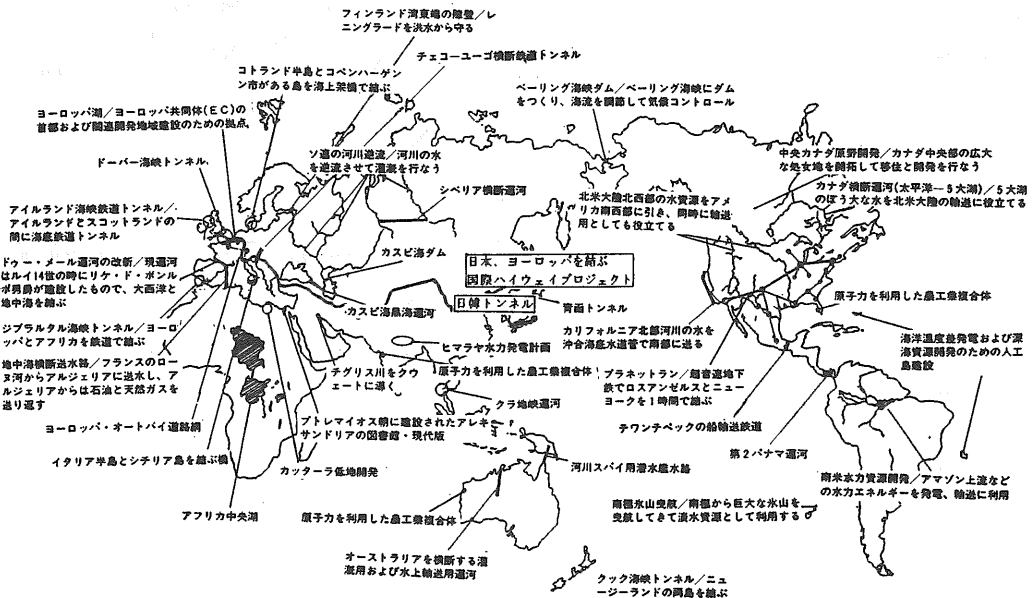 フィンランド湾東端の障壁／レ
ニングラードを洪水から守る
チェコーユーゴ横断鉄道トンネル
コトランド半島とコペンハーゲ
ン市がある島を海上架橋で結ぶ
ベーリング海峡ダム／ベーリング海峡にダム
をつくり、海流を調節して気候コントロール
ヨーロッパ湖／ヨーロッパ共同体(EC)の
首都および関連開発地域建設のための拠点
ドーバー海峡トンネル
ソ連の河川逆流／河川の水
を逆流させて灌漑を行なう
中央カナダ原野開発／カナダ中央部の広大
な処女地を開拓して移住と開発を行なう
シベリア横断運河
カナダ横断運河(太平洋―5大湖)／5大湖
のぼう大な水を北米大陸の輸送に役立てる
北米大陸北西部の水資源をアメ
リカ南西部に引き、同時に輸送
用としても役立てる
アイルランド海峡鉄道トンネル／
アイルランドとスコットランドの
間に海底鉄道トンネル
カスピ海ダム
日本、ヨーロッパを結ぶ
国際ハイウェイプロジェクト
日韓トンネル
ドゥー・メール運河の改新／現運河
はルイ14世の時にリケ・ド・ボンル
ポ男爵が建設したもので、大西洋と
地中海を結ぶ
カスピ海黒海運河
青函トンネル
原子力を利用した農工業複合体
ジブラルタル海峡トンネル／ヨーロ
ッパとアフリカを鉄道で結ぶ
カリフォルニア北部河川の水を
沖合海底水道管で南部に送る
海洋温度差発電および深
海資源開発のための人工
島建設
ヒマラヤ水力発電計画
地中海横断送水路／フランスのロー
ヌ河からアルジェリアに送水し、ア
ルジェリアからは石油と天然ガスを
送り返す
テグリス川をクウ
ェートに導く
原子力を利用した農工業複合体
プラネットラン／超音速地下
鉄でロスアンゼルスとニュー
ヨークを1時間で結ぶ
クラ地峡運河
ヨーロッパ・オートバイ道路網
プトレマイオス朝に建設されたアレキ
サンドリアの図書館・現代版
テワンテペックの船輸送鉄道
第2パナマ運河
イタリア半島とシチリア島を結ぶ橋
カッターラ低地開発
河川スパイ用潜水艦水路
南米水力資源開発／アマゾン上流など
の水力エネルギーを発電、輸送に利用
アフリカ中央湖
原子力を利用した農工業複合体
南極氷山曳航／南極から巨大な氷山を
曳航してきて淡水資源として利用する
オーストラリアを横断する灌
漑用および水上輸送用運河
クック海峡トンネル／ニュ
ージーランドの両島を結ぶ